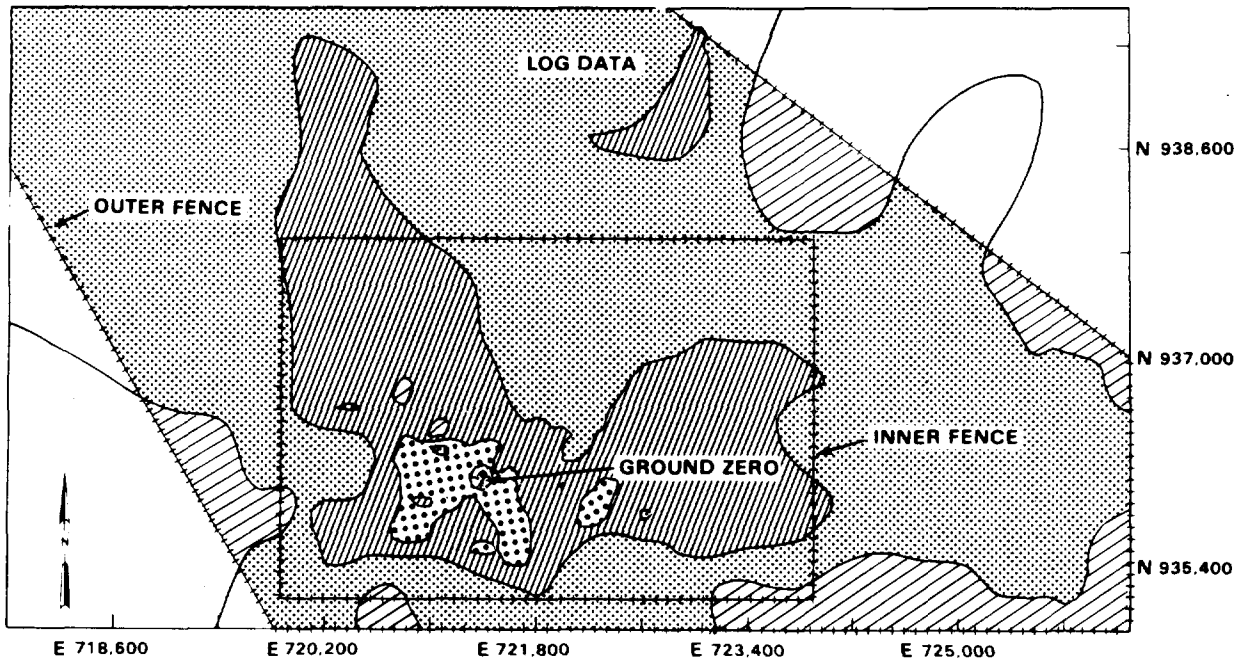 LOG DATA
N 938,600
OUTER FENCE
N 937,000
INNER FENCE
GROUND ZERO
N
N 935,400
E 718,600
E 720,200
E 721,800
E 723,400
E 725,000